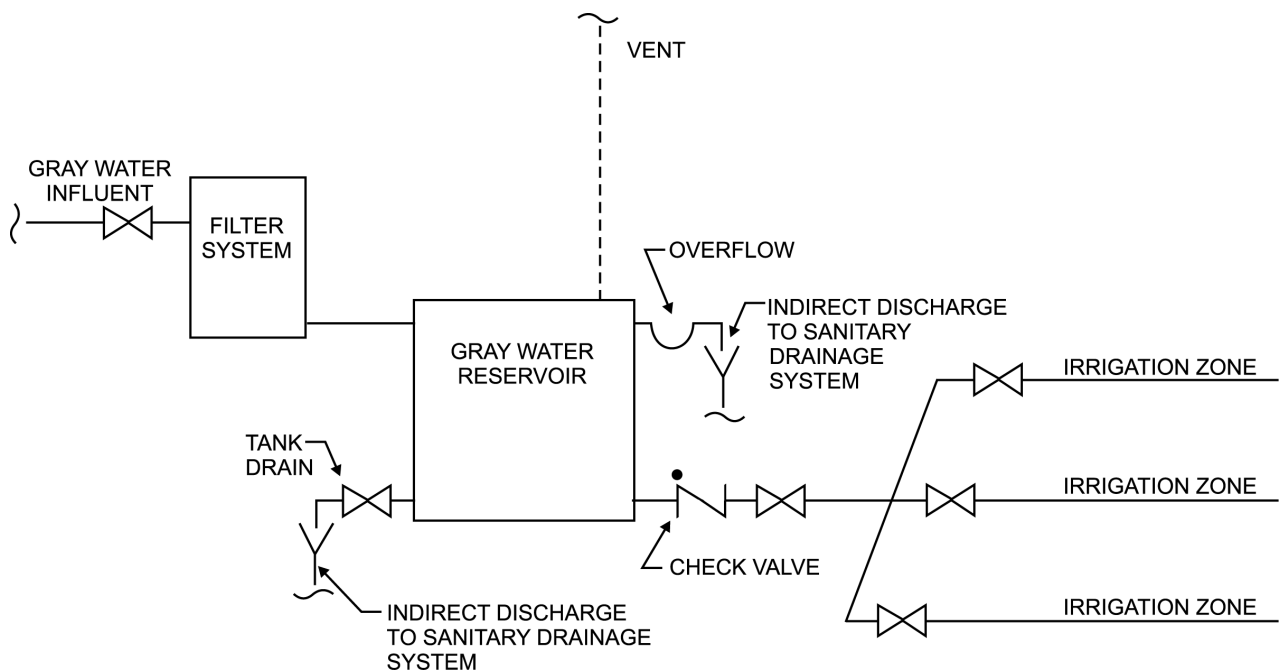 VENT
GRAY WATER
INFLUENT
FILTER
SYSTEM
OVERFLOW
INDIRECT DISCHARGE
TO SANITARY
DRAINAGE
SYSTEM
GRAY WATER
RESERVOIR
IRRIGATION ZONE
TANK
DRAIN
IRRIGATION ZONE
CHECK VALVE
IRRIGATION ZONE
INDIRECT DISCHARGE
TO SANITARY DRAINAGE
SYSTEM